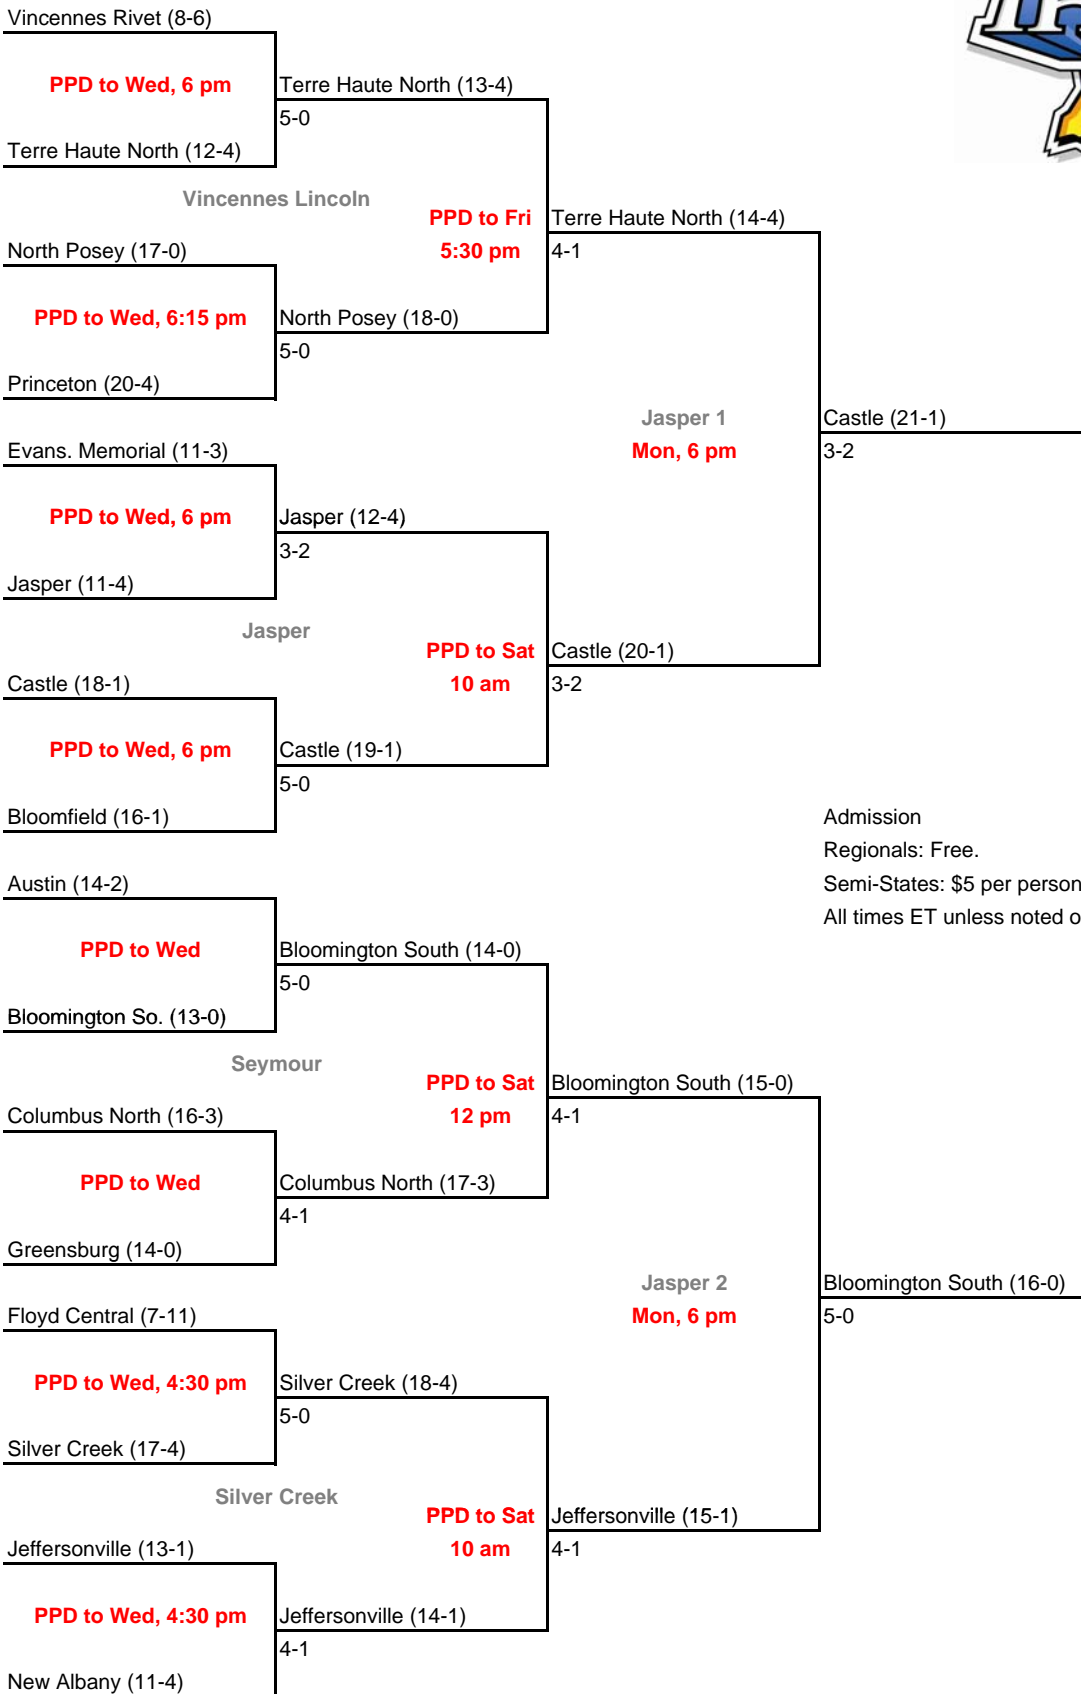 Vincennes Rivet (8-6)
PPD to Wed, 6 pm
Terre Haute North (13-4)
5-0
Terre Haute North (12-4)
Vincennes Lincoln
PPD to Fri
Terre Haute North (14-4)
North Posey (17-0)
5:30 pm
4-1
PPD to Wed, 6:15 pm
North Posey (18-0)
5-0
Princeton (20-4)
Jasper 1
Castle (21-1)
Evans. Memorial (11-3)
Mon, 6 pm
3-2
PPD to Wed, 6 pm
Jasper (12-4)
3-2
Jasper (11-4)
Jasper
PPD to Sat
Castle (20-1)
Castle (18-1)
10 am
3-2
PPD to Wed, 6 pm
Castle (19-1)
5-0
Bloomfield (16-1)
Admission
Regionals: Free.
Austin (14-2)
Semi-States: $5 per person
All times ET unless noted o
PPD to Wed
Bloomington South (14-0)
5-0
Bloomington So. (13-0)
Seymour
PPD to Sat
Bloomington South (15-0)
Columbus North (16-3)
12 pm
4-1
PPD to Wed
Columbus North (17-3)
4-1
Greensburg (14-0)
Jasper 2
Bloomington South (16-0)
Floyd Central (7-11)
Mon, 6 pm
5-0
PPD to Wed, 4:30 pm
Silver Creek (18-4)
5-0
Silver Creek (17-4)
Silver Creek
PPD to Sat
Jeffersonville (15-1)
Jeffersonville (13-1)
10 am
4-1
PPD to Wed, 4:30 pm
Jeffersonville (14-1)
4-1
New Albany (11-4)